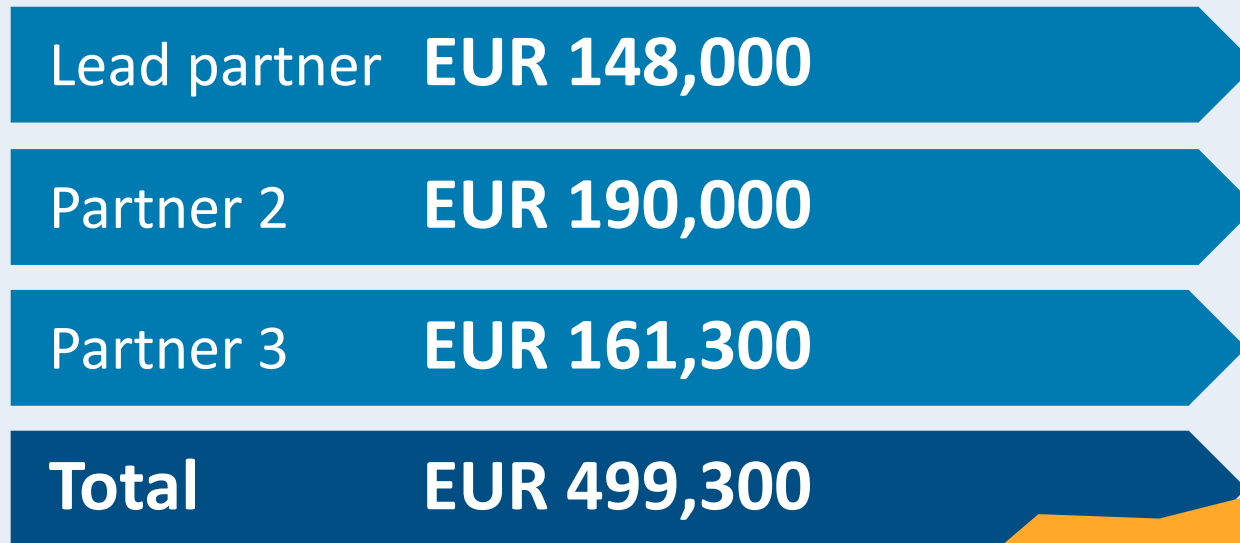 Lead partner EUR 148,000
Partner 2 EUR 190,000
Partner 3 EUR 161,300
Total EUR 499,300